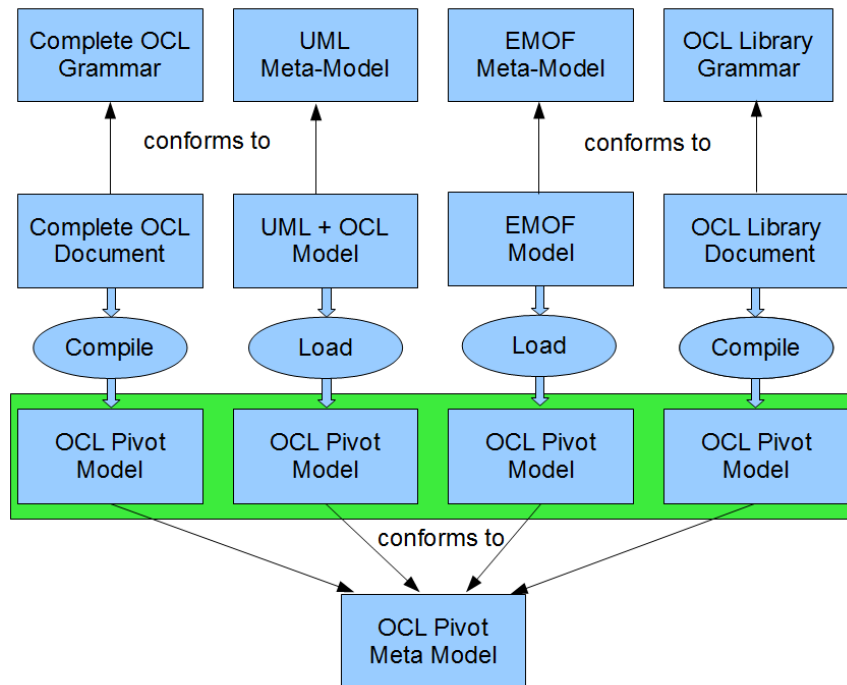 Complete OCL
Grammar
UML
Meta-Model
EMOF
Meta-Model
OCL Library
Grammar
conforms to
conforms to
Complete OCL
Document
UML + OCL
Model
EMOF
Model
OCL Library
Document
Compile
Load
Load
Compile
OCL Pivot
Model
OCL Pivot
Model
OCL Pivot
Model
OCL Pivot
Model
conforms to
OCL Pivot
Meta Model